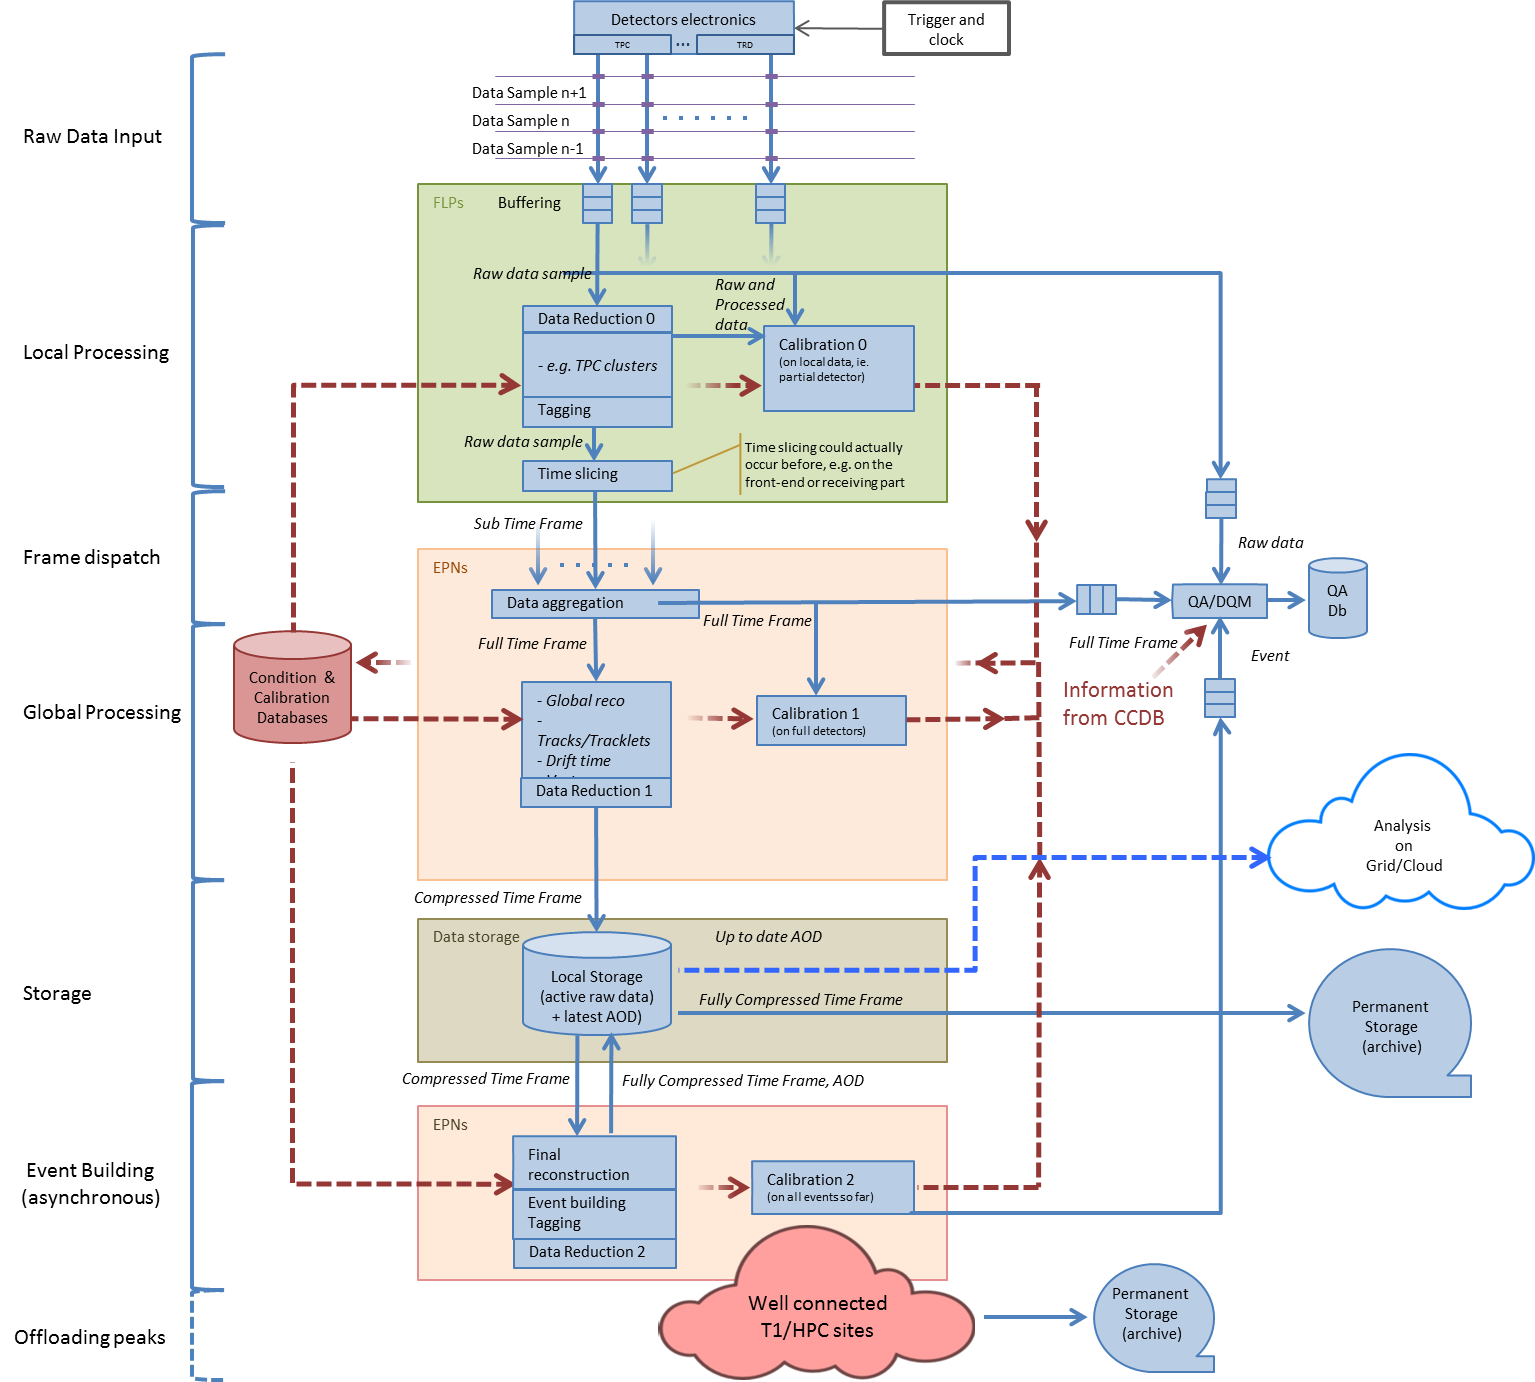 Detectors electronics
TPC
...
TRD
Trigger and
clock
Data Sample n+1
Data Sample n
Data Sample n-1
Raw Data Input
FLPs
Buffering
Raw data sample
Raw and
Processed
data
Data Reduction 0
- e.g. TPC clusters
Tagging
Calibration 0
(on local data, ie.
partial detector)
Local Processing
Raw data sample
Time slicing
Time slicing could actually
occur before, e.g. on the
front-end or receiving part
Sub Time Frame
Frame dispatch
EPNs
Data aggregation
Full Time Frame
Full Time Frame
Raw data
QA/DQM
QA
Db
Full Time Frame
Event
Information
from CCDB
Condition &
Calibration
Databases
Global Processing
- Global reco
-
Tracks/Tracklets
- Drift time
Data Reduction 1
Calibration 1
(on full detectors)
Analysis
on
Grid/Cloud
Compressed Time Frame
Data storage
Up to date AOD
Local Storage
(active raw data)
+ latest AOD)
Fully Compressed Time Frame
Storage
Permanent
Storage
(archive)
Compressed Time Frame
Fully Compressed Time Frame, AOD
EPNs
Final
reconstruction
Event building
Tagging
Data Reduction 2
Calibration 2
(on all events so far)
Event Building
(asynchronous)
Well connected
T1/HPC sites
Permanent
Storage
(archive)
Offloading peaks